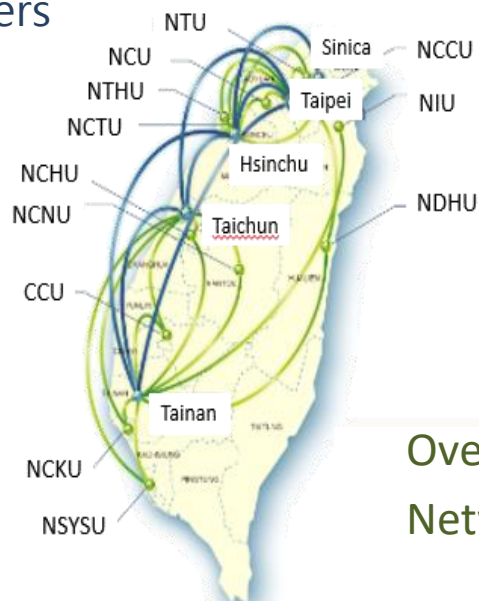 ers
NTU
Sinica
NCU
NCCU
NTHU
Taipei
NIU
NCTU
Hsinchu
NCHU
NCNU
NDHU
Taichun
CCU
Tainan
NCKU
NSYSU
Ove
Netw